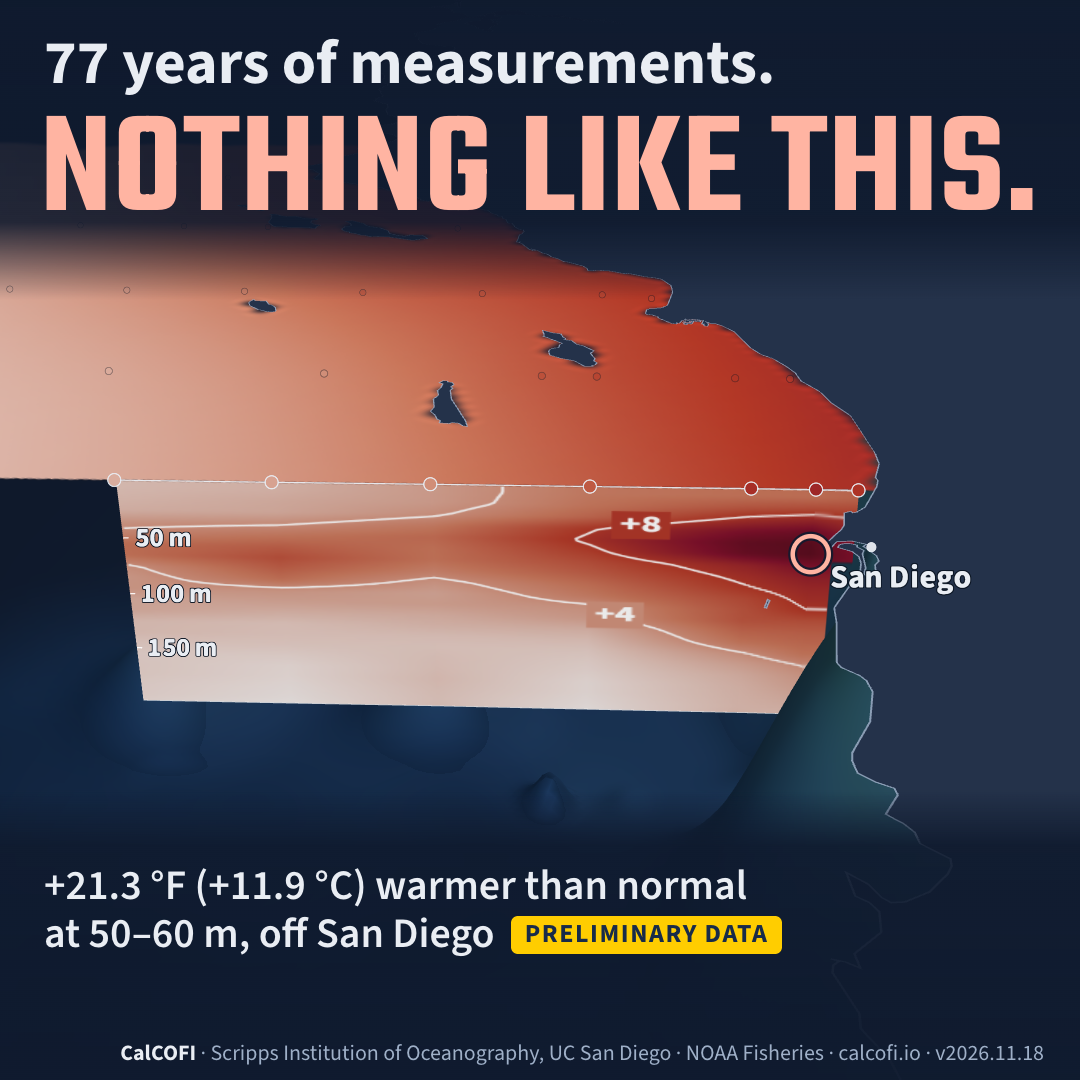 77 years of measurements.
NOTHING LIKE THIS.
+8
50 m
San Diego
100 m
+4
150 m
+21.3 °F (+11.9 °C) warmer than normal
at 50–60 m, off San Diego PRELIMINARY DATA
CalCOFI · Scripps Institution of Oceanography, UC San Diego · NOAA Fisheries · calcofi.io · v2026.11.18